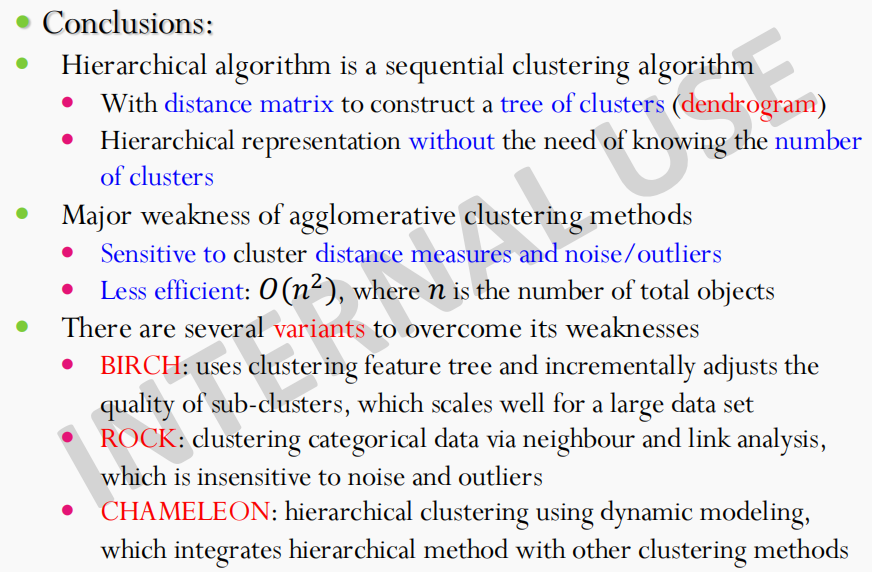 • Conclusions:
• Hierarchical algorithm is a sequential clustering algorithm
• With distance matrix to construct a tree of clusters (dendrogram)
• Hierarchical representation without the need of knowing the number
of clusters
• Major weakness of agglomerative clustering methods
• Sensitive to cluster distance measures and noise/outliers
• Less efficient: O(n²), where n is the number of total objects
• There are several variants to overcome its weaknesses
• BIRCH: uses clustering feature tree and incrementally adjusts the
quality of sub-clusters, which scales well for a large data set
• ROCK: clustering categorical data via neighbour and link analysis,
which is insensitive to noise and outliers
• CHAMELEON: hierarchical clustering using dynamic modeling,
which integrates hierarchical method with other clustering methods
INTERNAL USE